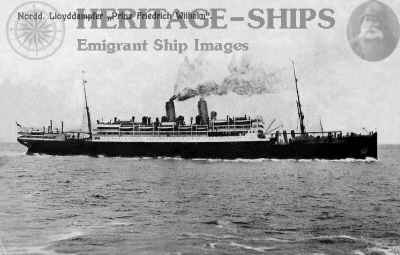 HERITAGE-SHIPS
Nordd. Lloyddampfer „Prinz Friedrich Wilhelm"
Emigrant Ship Images